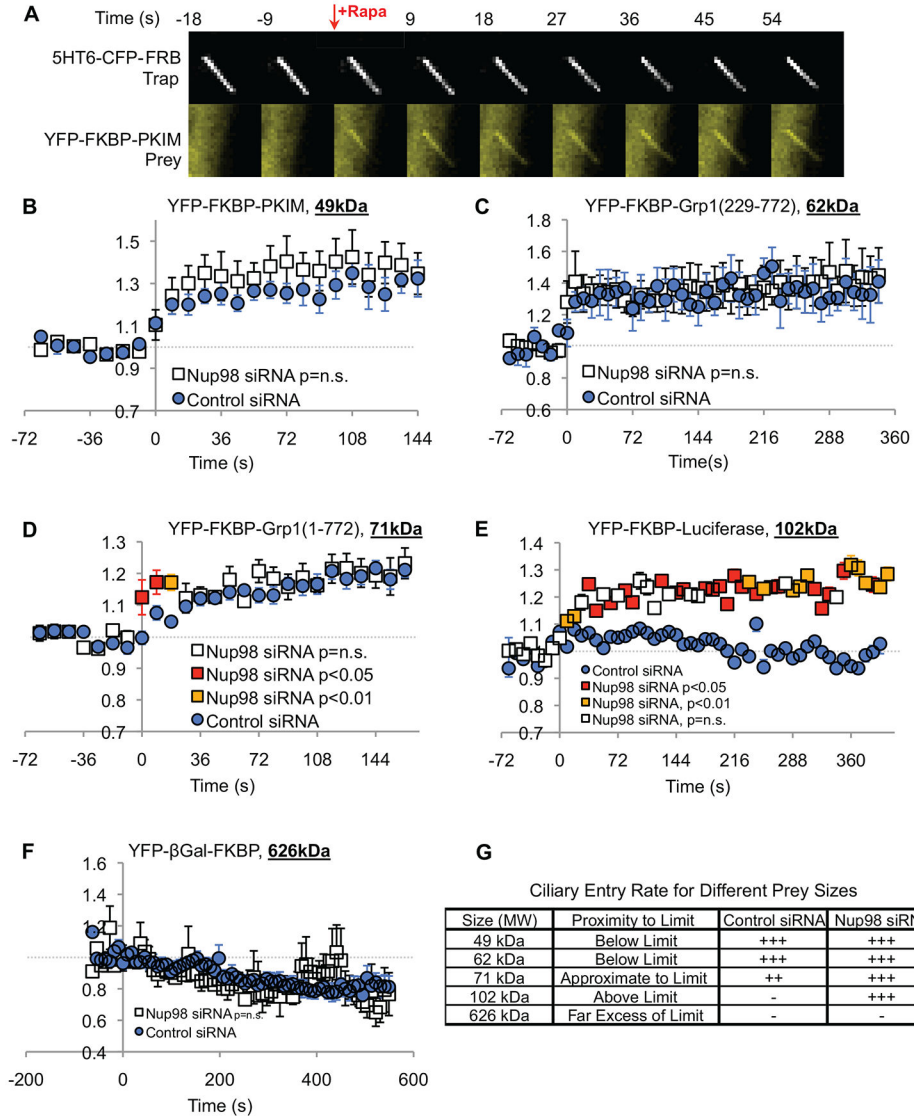 A
Time (s) -18 -9 +Rapa 9 18 27 36 45 54
5HT6-CFP-FRB
Trap
YFP-FKBP-PKIM
Prey
B
YFP-FKBP-PKIM, 49kDa
1.5
1.3
1.1
0.9
0.7
Nup98 siRNA p=n.s.
Control siRNA
-72 -36 0 36 72 108 144
Time (s)
C
YFP-FKBP-Grp1(229-772), 62kDa
1.8
1.6
1.4
1.2
1.0
0.8
0.6
Nup98 siRNA p=n.s.
Control siRNA
-72 0 72 144 216 288 360
Time(s)
D
YFP-FKBP-Grp1(1-772), 71kDa
1.3
1.2
1.1
1.0
0.9
0.8
0.7
Nup98 siRNA p=n.s.
Nup98 siRNA p<0.05
Nup98 siRNA p<0.01
Control siRNA
-72 -36 0 36 72 108 144
Time (s)
E
YFP-FKBP-Luciferase, 102kDa
1.4
1.3
1.2
1.1
1.0
0.9
0.8
0.7
Control siRNA
Nup98 siRNA p<0.05
Nup98 siRNA, p<0.01
Nup98 siRNA, p=n.s.
-72 0 72 144 216 288 360
Time (s)
F
YFP-βGal-FKBP, 626kDa
1.6
1.4
1.2
1.0
0.8
0.6
0.4
Nup98 siRNA p=n.s.
Control siRNA
-200 0 200 400 600
Time (s)
G
Ciliary Entry Rate for Different Prey Sizes
Size (MW) Proximity to Limit Control siRNA Nup98 siRN
49 kDa Below Limit +++ +++
62 kDa Below Limit +++ +++
71 kDa Approximate to Limit ++ +++
102 kDa Above Limit - +++
626 kDa Far Excess of Limit - -